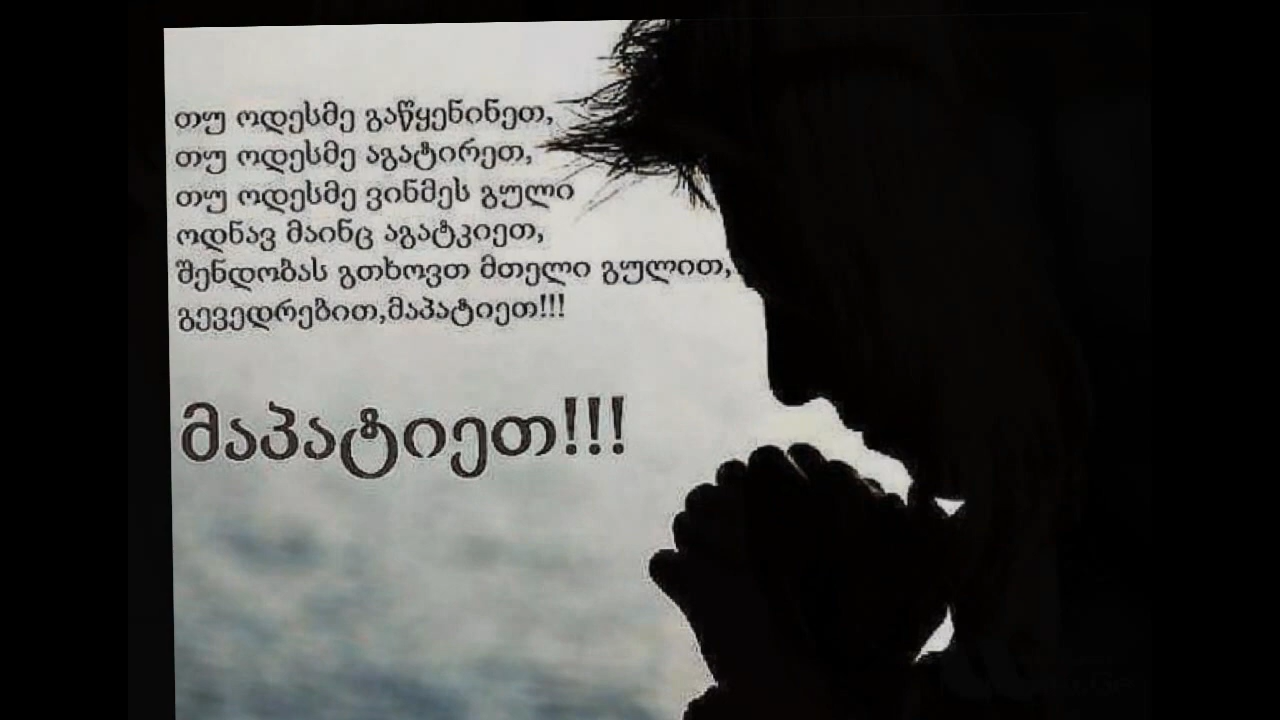 თუ ოდესმე გაწყენინეთ,
თუ ოდესმე აგატირეთ,
თუ ოდესმე ვინმეს გული
ოდნავ მაინც აგატკიეთ,
შენდობას გთხოვთ მთელი გულით,
გევედრებით,მაპატიეთ!!!
მაპატიეთ!!!